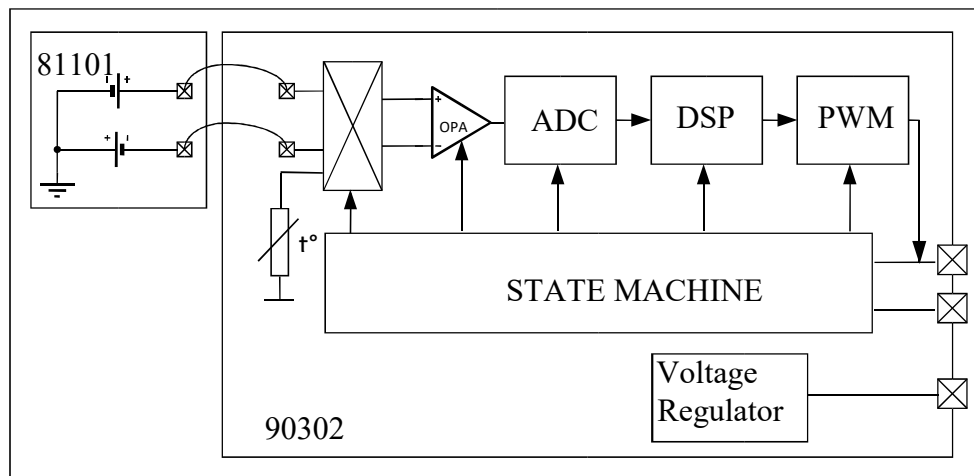 81101
OPA
ADC
DSP
PWM
t°
STATE MACHINE
Voltage
Regulator
90302